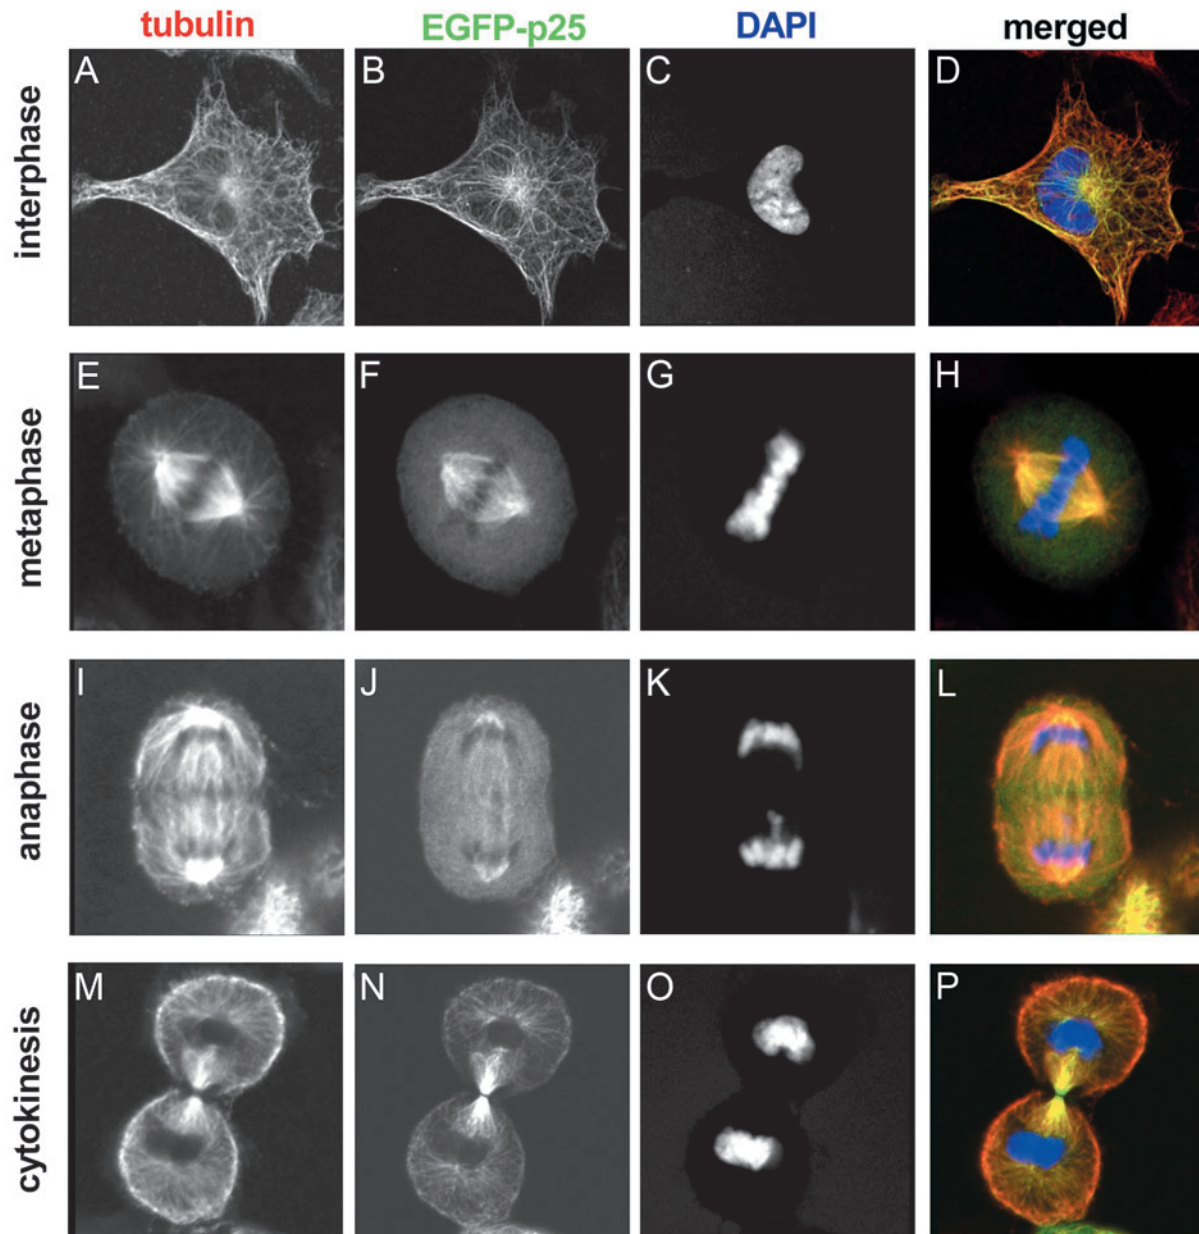 tubulin EGFP-p25 DAPI merged
interphase
A B C D
metaphase
E F G H
anaphase
I J K L
cytokinesis
M N O P